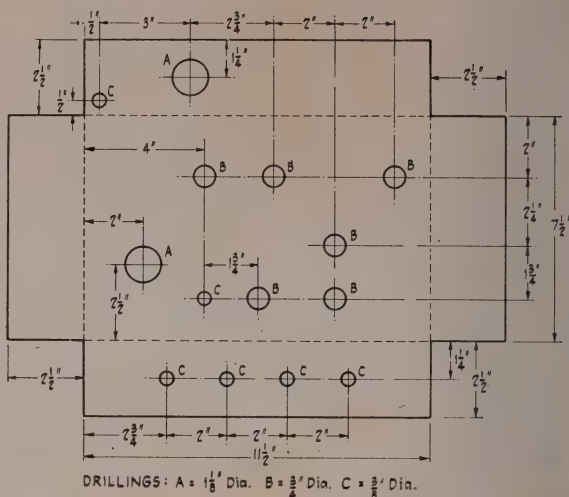 1/2" 3" 2 3/4" 2" 2"
2 1/2" A 1 1/4" 2 1/2"
1/2" C
4" 2"
B B B
2" 2 1/4" 7 1/2"
B
A 1 3/4" 1 3/4"
2 1/2" C B B
2 1/2" C C C C 1 1/4" 2 1/2"
2 3/4" 2" 2" 2"
11 1/2"
DRILLINGS: A = 1 1/8" Dia. B = 3/4" Dia. C = 3/8" Dia.